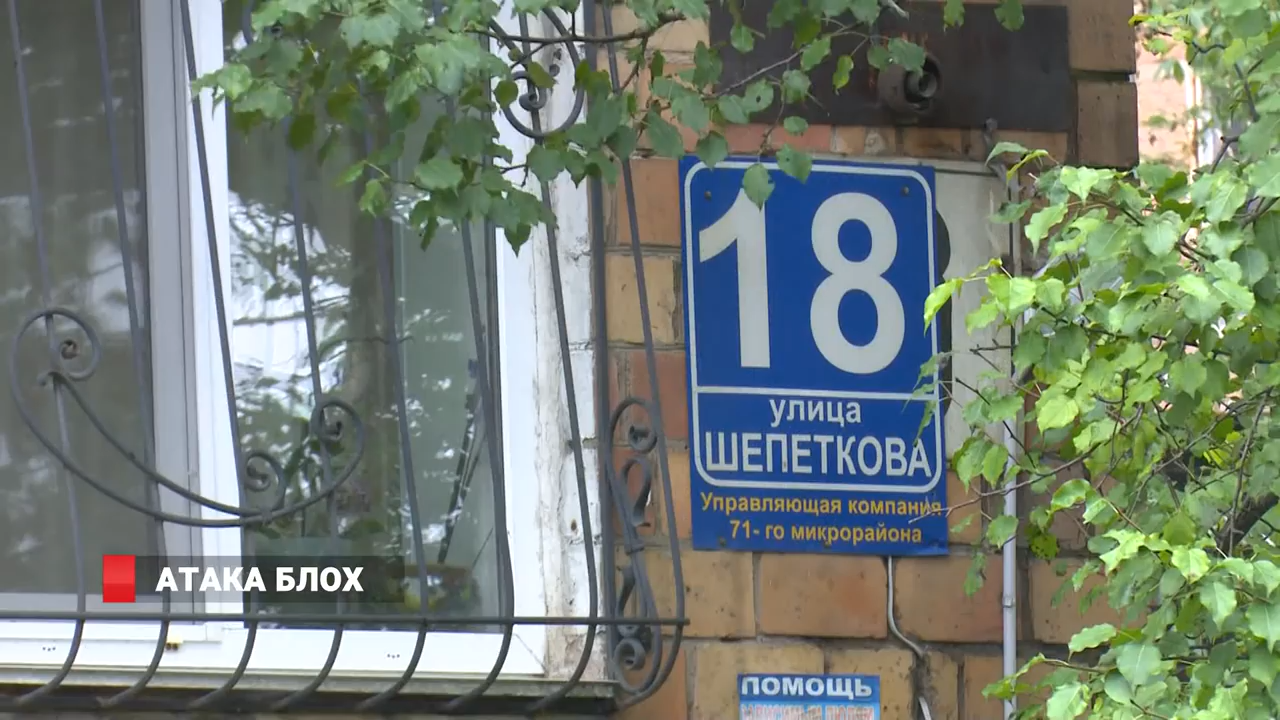 18
улица
ШЕПЕТКОВА
Управляющая компания
71- го микрорайона
АТАКА БЛОХ
ПОМОЩЬ